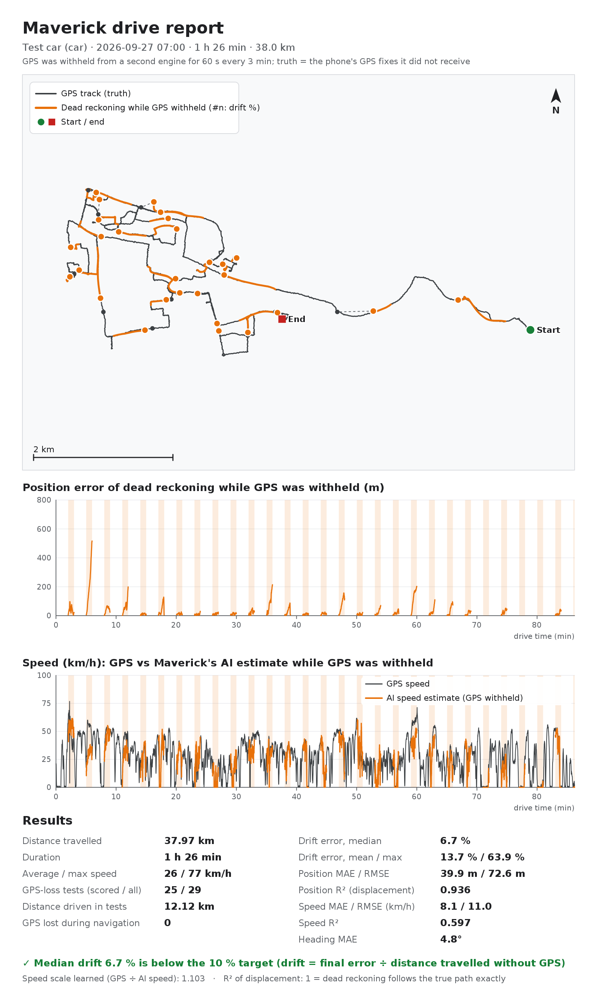 Maverick drive report
Test car (car) · 2026-09-27 07:00 · 1 h 26 min · 38.0 km
GPS was withheld from a second engine for 60 s every 3 min; truth = the phone's GPS fixes it did not receive
GPS track (truth)
Dead reckoning while GPS withheld (#n: drift %)
Start / end
N
End
Start
2 km
Position error of dead reckoning while GPS was withheld (m)
800
600
400
200
0
0 10 20 30 40 50 60 70 80
drive time (min)
Speed (km/h): GPS vs Maverick's AI estimate while GPS was withheld
100
GPS speed
AI speed estimate (GPS withheld)
75
50
25
0
0 10 20 30 40 50 60 70 80
drive time (min)
Results
Distance travelled 37.97 km
Duration 1 h 26 min
Average / max speed 26 / 77 km/h
GPS-loss tests (scored / all) 25 / 29
Distance driven in tests 12.12 km
GPS lost during navigation 0
Drift error, median 6.7 %
Drift error, mean / max 13.7 % / 63.9 %
Position MAE / RMSE 39.9 m / 72.6 m
Position R² (displacement) 0.936
Speed MAE / RMSE (km/h) 8.1 / 11.0
Speed R² 0.597
Heading MAE 4.8°
✓ Median drift 6.7 % is below the 10 % target (drift = final error ÷ distance travelled without GPS)
Speed scale learned (GPS ÷ AI speed): 1.103 · R² of displacement: 1 = dead reckoning follows the true path exactly